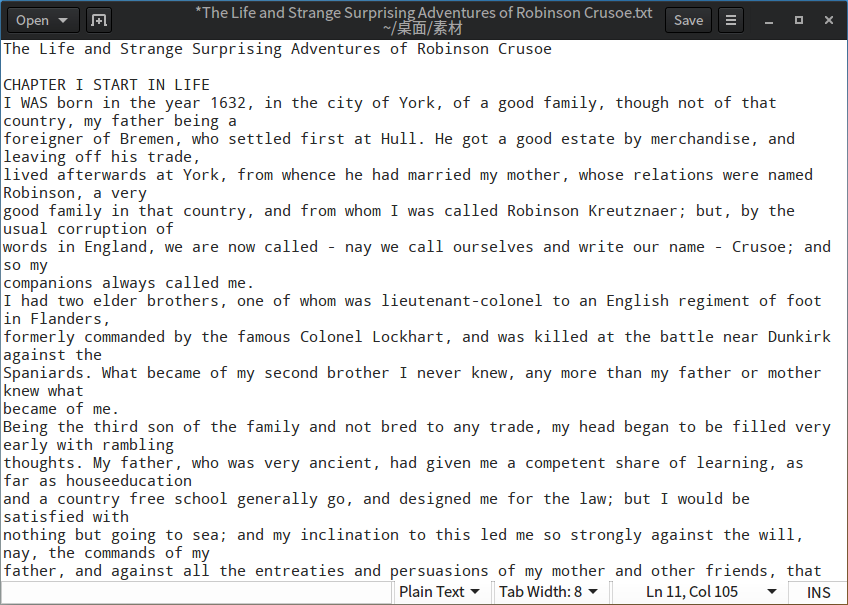 Open
*The Life and Strange Surprising Adventures of Robinson Crusoe.txt
~/桌面/素材
Save
The Life and Strange Surprising Adventures of Robinson Crusoe
CHAPTER I START IN LIFE
I WAS born in the year 1632, in the city of York, of a good family, though not of that
country, my father being a
foreigner of Bremen, who settled first at Hull. He got a good estate by merchandise, and
leaving off his trade,
lived afterwards at York, from whence he had married my mother, whose relations were named
Robinson, a very
good family in that country, and from whom I was called Robinson Kreutznaer; but, by the
usual corruption of
words in England, we are now called - nay we call ourselves and write our name - Crusoe; and
so my
companions always called me.
I had two elder brothers, one of whom was lieutenant-colonel to an English regiment of foot
in Flanders,
formerly commanded by the famous Colonel Lockhart, and was killed at the battle near Dunkirk
against the
Spaniards. What became of my second brother I never knew, any more than my father or mother
knew what
became of me.
Being the third son of the family and not bred to any trade, my head began to be filled very
early with rambling
thoughts. My father, who was very ancient, had given me a competent share of learning, as
far as houseeducation
and a country free school generally go, and designed me for the law; but I would be
satisfied with
nothing but going to sea; and my inclination to this led me so strongly against the will,
nay, the commands of my
father, and against all the entreaties and persuasions of my mother and other friends, that
Plain Text
Tab Width: 8
Ln 11, Col 105
INS